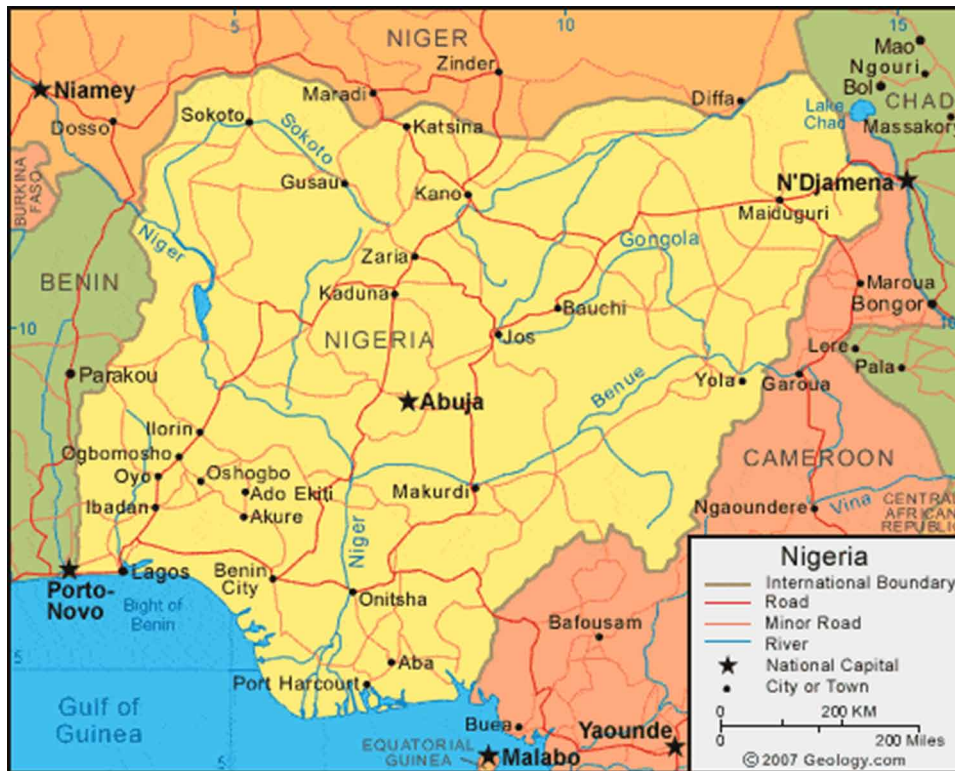 5
10
15
NIGER
Zinder
Mao
Ngouri
Bol
CHAD
Niamey
Maradi
Diffa
Lake
Chad
Massakory
Dosso
Sokoto
Sokoto
Katsina
BURKINA
FASO
Gusau
Kano
N'Djamena
Maiduguri
Niger
Zaria
Gongola
BENIN
Kaduna
Bauchi
Maroua
Bongor
10
NIGERIA
Jos
10
Lere
Pala
Parakou
Abuja
Benue
Yola
Garoua
Ilorin
Ogbomosho
Oyo
Oshogbo
CAMEROON
Ado Ekiti
Makurdi
Ibadan
Akure
Ngaoundere
Vina
CENTRAL
AFRICAN
REPUBLIC
Niger
Lagos
Porto-
Novo
Benin
City
Onitsha
Bight of
Benin
Bafousam
5
Aba
Port Harcourt
Gulf of
Guinea
Buea
Yaounde
EQUATORIAL
GUINEA
Malabo
5
10
Nigeria
International Boundary
Road
Minor Road
River
National Capital
City or Town
0 200 KM
0 200 Miles
© 2007 Geology.com